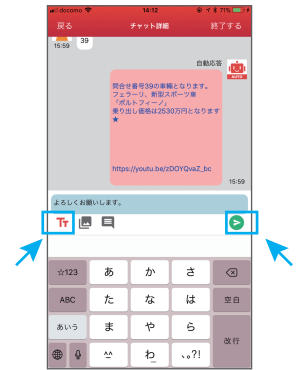 docomo 14:12 71%
戻る チャット詳細 終了する
39
15:59
自動応答
AUTO
問合せ番号39の車輌となります。
フェラーリ、新型スポーツ車
「ポルトフィーノ」
乗り出し価格は2530万円となります
★
https://youtu.be/zDOYQvaZ_bc
15:59
よろしくお願いします。
TT
☆123 あ か さ
ABC た な は 空白
あいう ま や ら 改行
^^ わ_ 、。?!